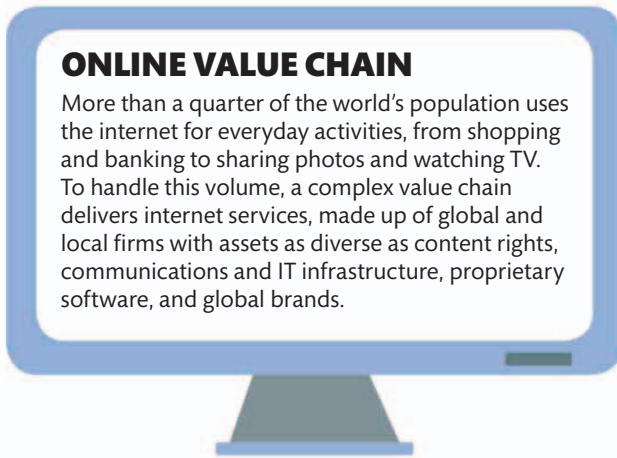 ONLINE VALUE CHAIN
More than a quarter of the world’s population uses
the internet for everyday activities, from shopping
and banking to sharing photos and watching TV.
To handle this volume, a complex value chain
delivers internet services, made up of global and
local firms with assets as diverse as content rights,
communications and IT infrastructure, proprietary
software, and global brands.